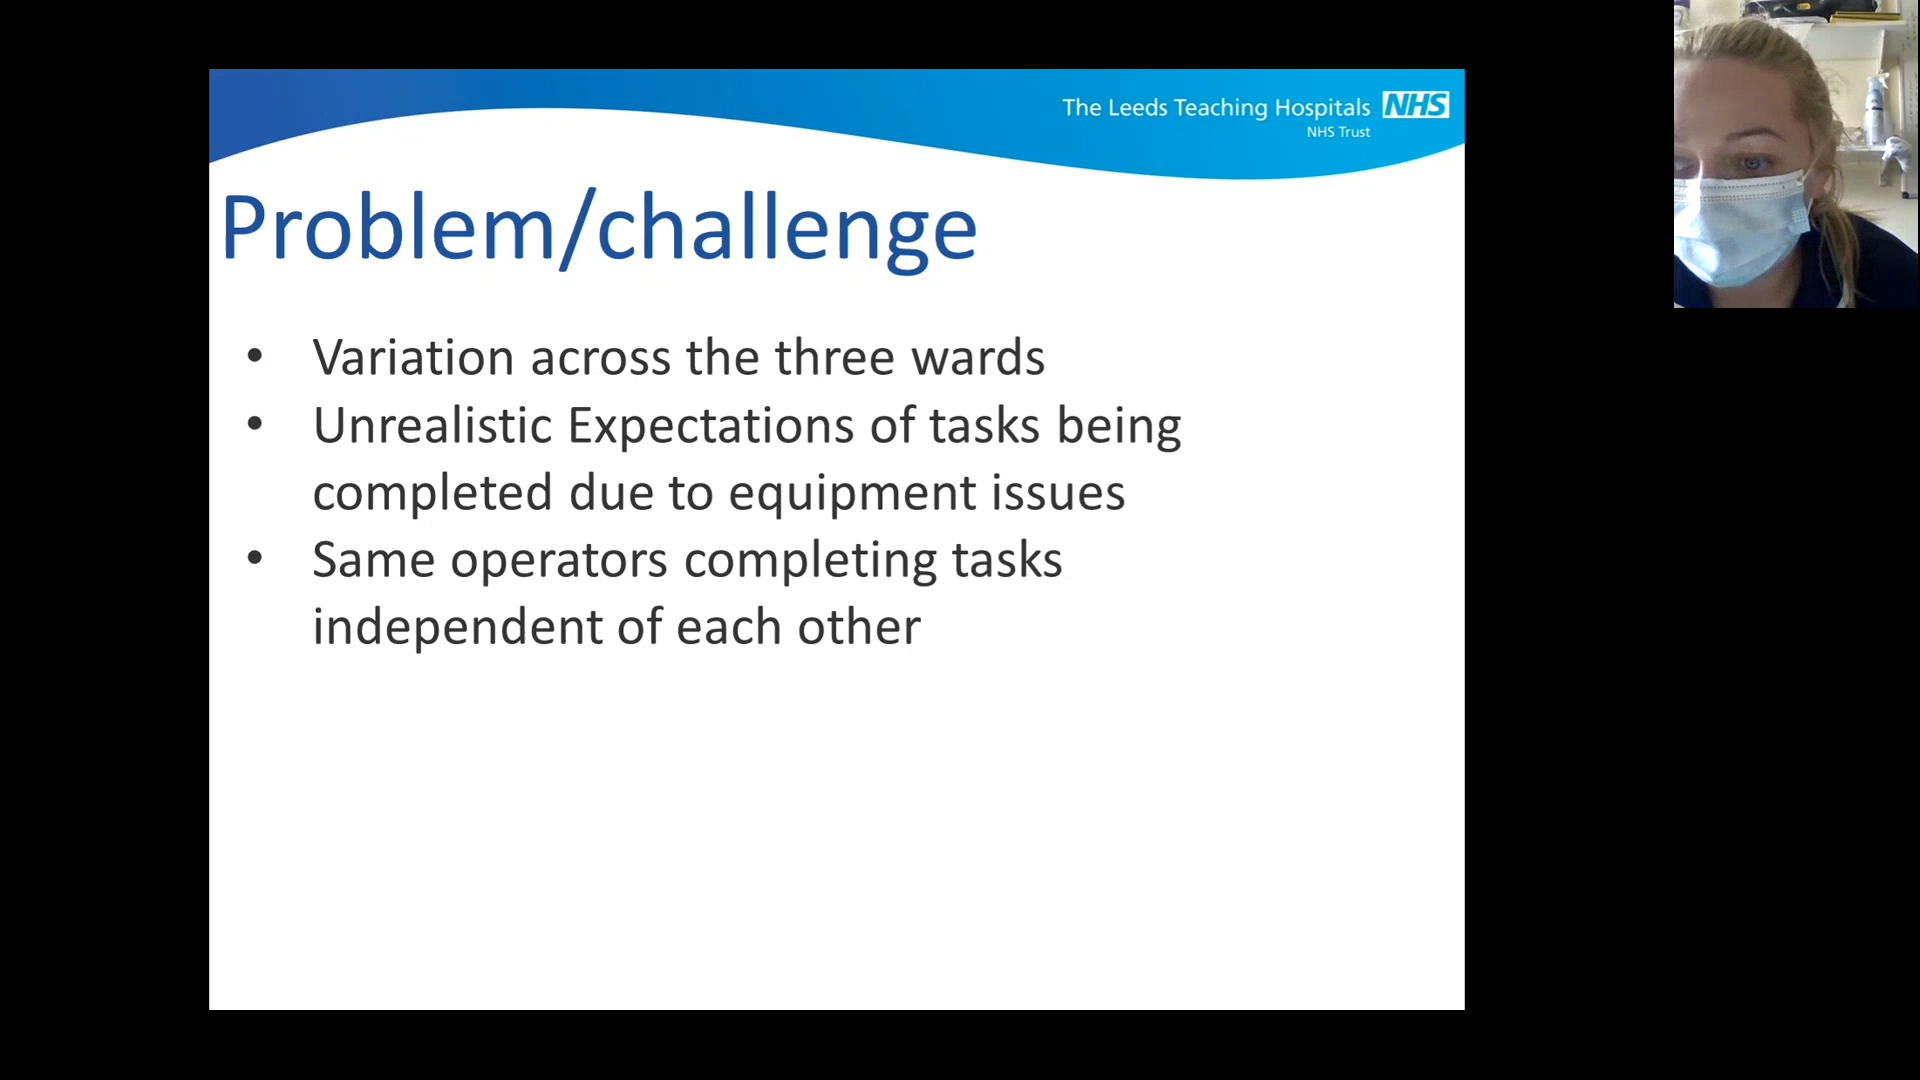 The Leeds Teaching Hospitals NHS
NHS Trust
Problem/challenge
• Variation across the three wards
• Unrealistic Expectations of tasks being
completed due to equipment issues
• Same operators completing tasks
independent of each other